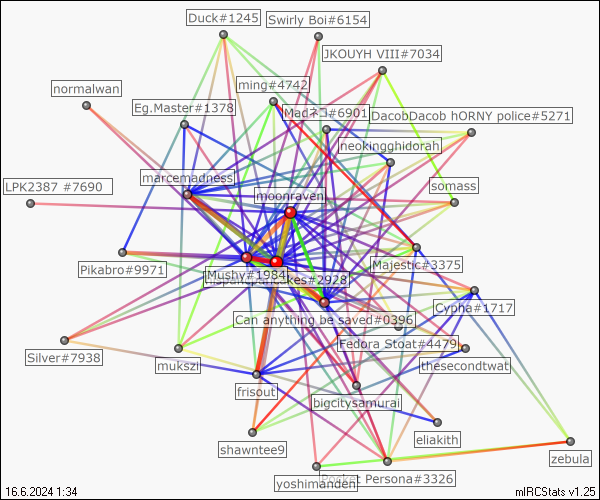 Duck#1245
Swirly Boi#6154
JKOUYH VIII#7034
normalwan
ming#4742
Eg.Master#1378
Madネコ#6901
DacobDacob hORNY police#5271
neokingghidorah
marcemadness
LPK2387 #7690
somass
moonraven
Pikabro#9971
Majestic#3375
Mushy#1984
kes#2928
Cypha#1717
Can anything be saved#0396
Fedora Stoat#4479
Silver#7938
mukszi
thesecondtwat
frisout
bigcitysamurai
eliakith
shawntee9
zebula
Pocket Persona#3326
yoshimanden
16.6.2024 1:34
mIRCStats v1.25